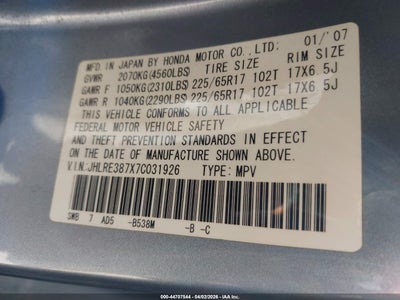 MFD. IN JAPAN BY HONDA MOTOR CO., LTD: 01/'07
GVWR 2070KG(4560LBS) TIRE SIZE RIM SIZE
GAWR F 1050KG(2310LBS) 225/65R17 102T 17X6.5J
GAWR R 1040KG(2290LBS) 225/65R17 102T 17X6.5J
THIS VEHICLE CONFORMS TO ALL APPLICABLE
FEDERAL MOTOR VEHICLE SAFETY
AND THEFT PREVENTION STANDARDS IN EFFECT
ON THE DATE OF MANUFACTURE SHOWN ABOVE.
V.I.N:JHLRE387X7C031926 TYPE: MPV
SWB 7 AD5 -B538M -B -C
000-44707544 - 04/02/2026 - IAA Inc.